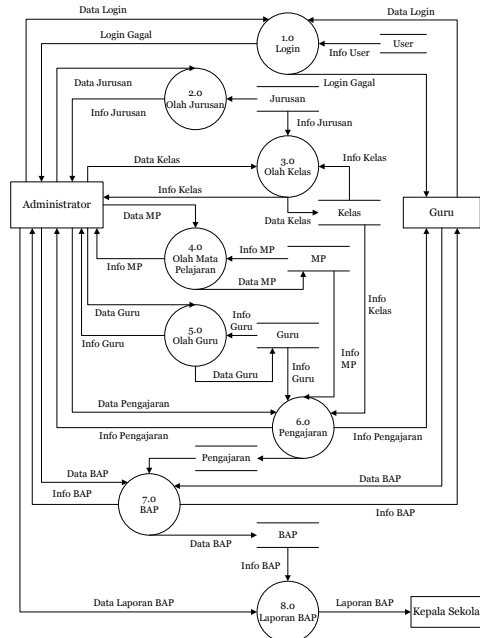 Data Login
Data Login
1.0
Login
Login Gagal
Info User
User
Data Jurusan
2.0
Olah Jurusan
Jurusan
Login Gagal
Info Jurusan
Info Jurusan
3.0
Olah Kelas
Data Kelas
Info Kelas
Info Kelas
Administrator
Data MP
Data Kelas
Kelas
Guru
4.0
Olah Mata
Pelajaran
Info MP
Info MP
MP
Data MP
Info
Kelas
Data Guru
5.0
Olah Guru
Info
Guru
Guru
Info Guru
Data Guru
Info
Guru
Info
MP
Data Pengajaran
6.0
Pengajaran
Info Pengajaran
Info Pengajaran
Pengajaran
Data BAP
Data BAP
7.0
BAP
Info BAP
Info BAP
Data BAP
BAP
Info BAP
Data Laporan BAP
8.0
Laporan BAP
Laporan BAP
Kepala Sekola